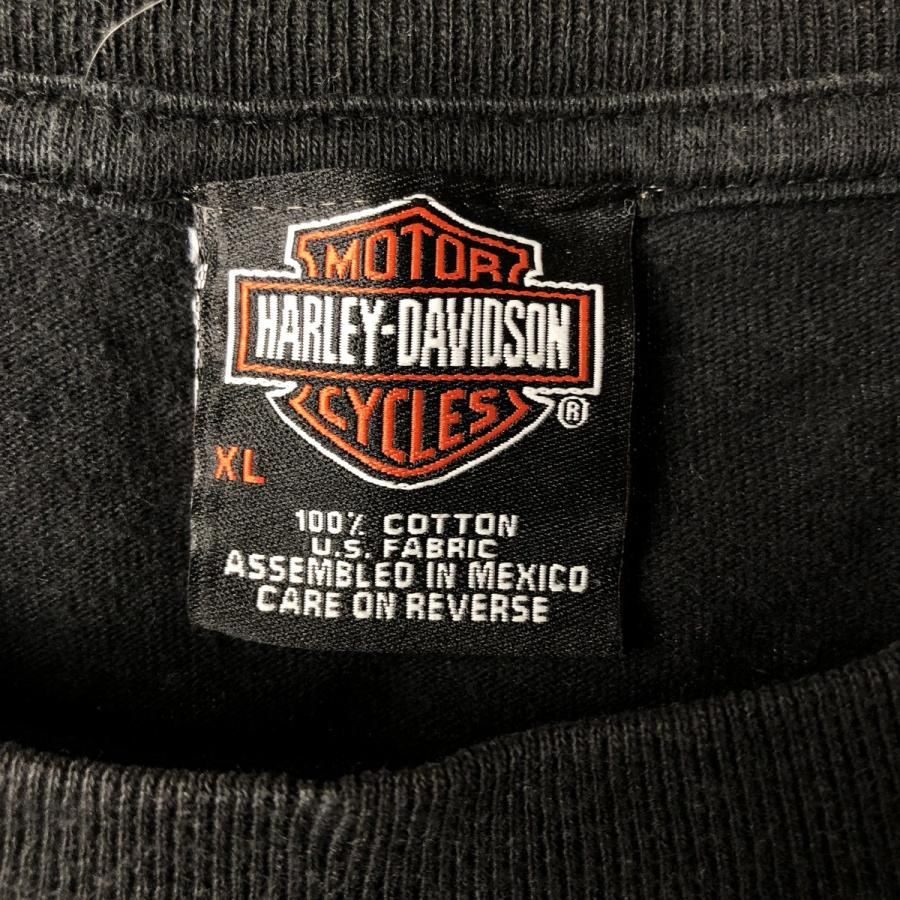 MOTOR
HARLEY-DAVIDSON
CYCLES
®
XL
100% COTTON
U.S. FABRIC
ASSEMBLED IN MEXICO
CARE ON REVERSE